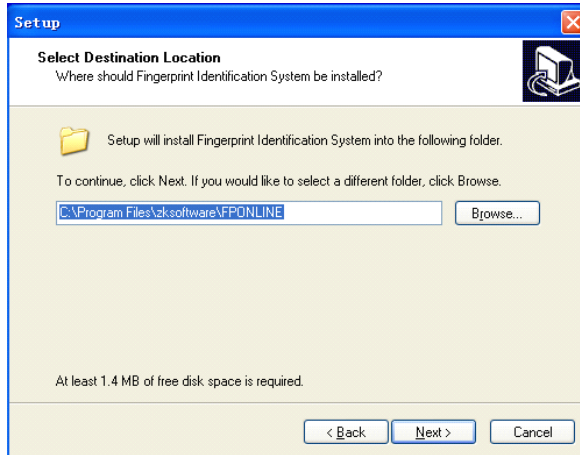 Setup
Select Destination Location
Where should Fingerprint Identification System be installed?
Setup will install Fingerprint Identification System into the following folder.
To continue, click Next. If you would like to select a different folder, click Browse.
C:\Program Files\zksoftware\FPONLINE
Browse...
At least 1.4 MB of free disk space is required.
< Back
Next >
Cancel